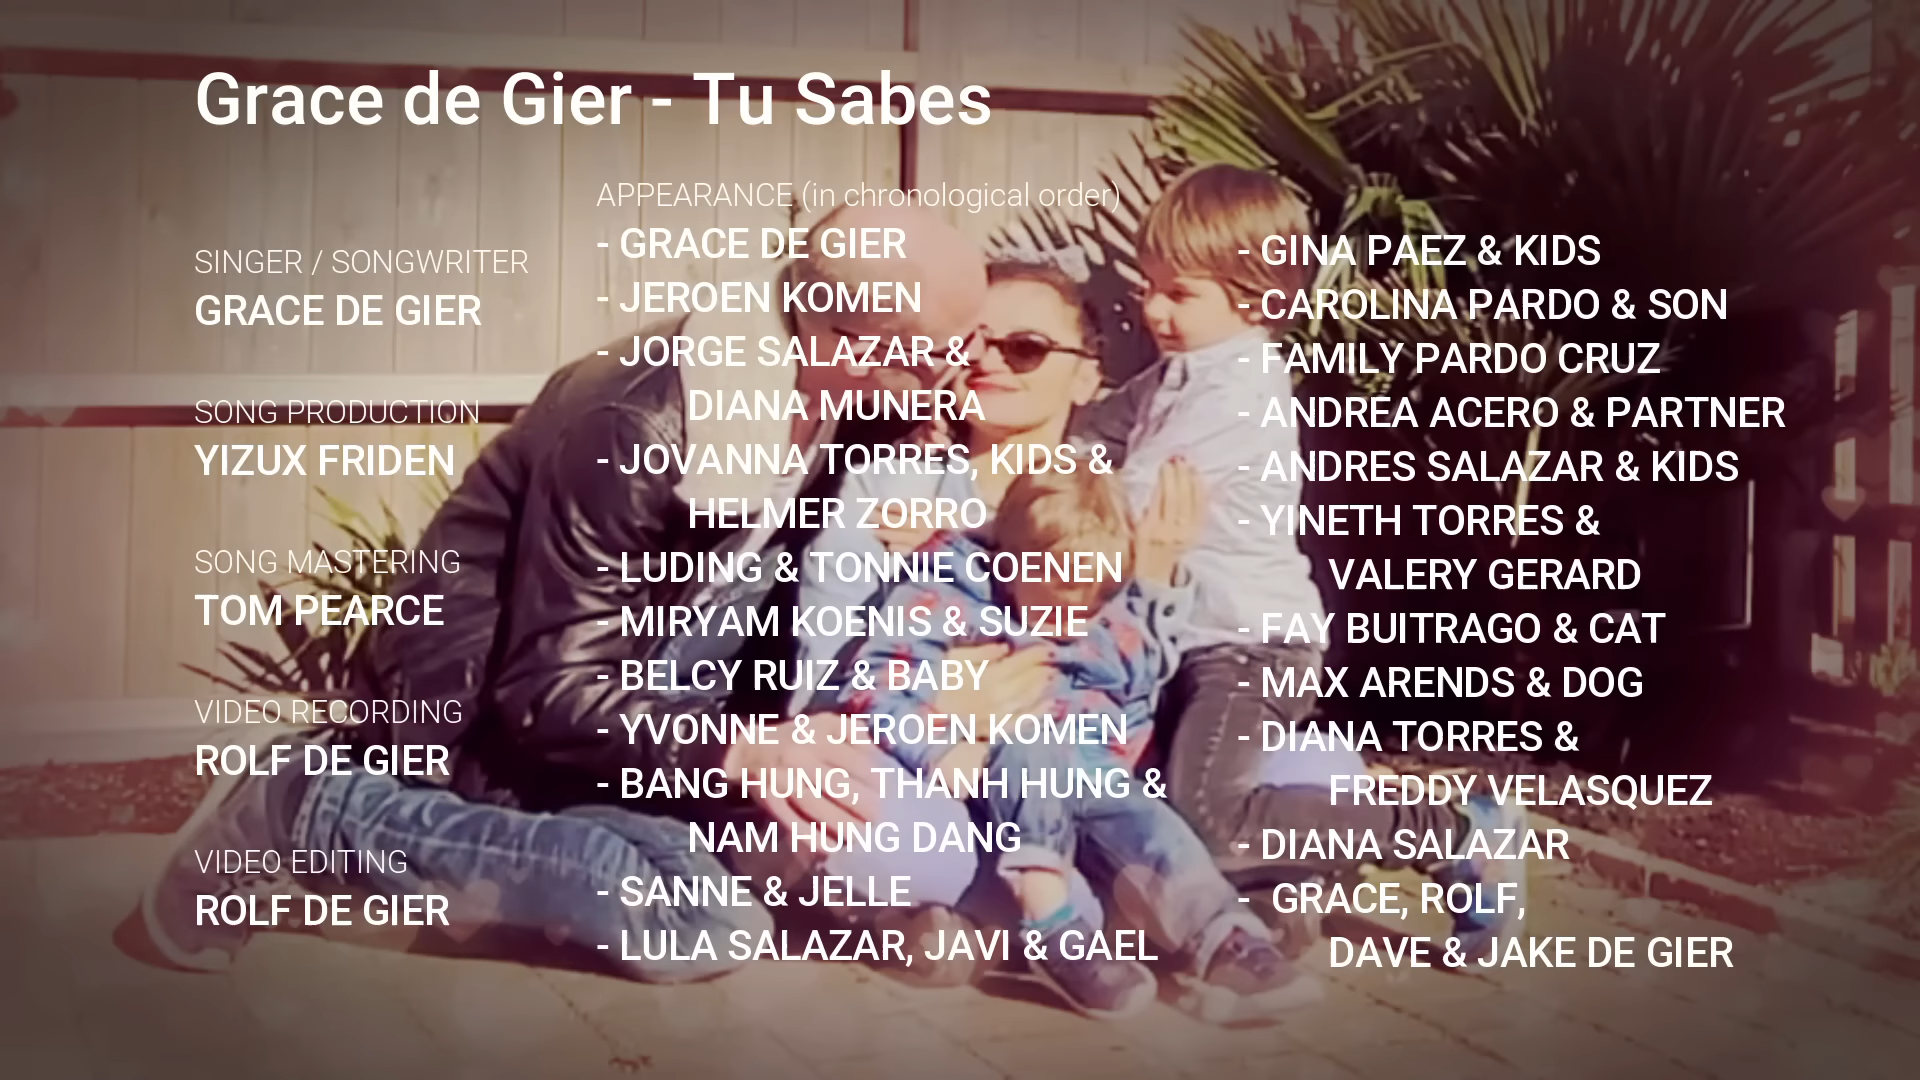 Grace de Gier - Tu Sabes
SINGER / SONGWRITER
GRACE DE GIER
SONG PRODUCTION
YIZUX FRIDEN
SONG MASTERING
TOM PEARCE
VIDEO RECORDING
ROLF DE GIER
VIDEO EDITING
ROLF DE GIER
APPEARANCE (in chronological order)
- GRACE DE GIER
- JEROEN KOMEN
- JORGE SALAZAR &
DIANA MUNERA
- JOVANNA TORRES, KIDS &
HELMER ZORRO
- LUDING & TONNIE COENEN
- MIRYAM KOENIS & SUZIE
- BELCY RUIZ & BABY
- YVONNE & JEROEN KOMEN
- BANG HUNG, THANH HUNG &
NAM HUNG DANG
- SANNE & JELLE
- LULA SALAZAR, JAVI & GAEL
- GINA PAEZ & KIDS
- CAROLINA PARDO & SON
- FAMILY PARDO CRUZ
- ANDREA ACERO & PARTNER
- ANDRES SALAZAR & KIDS
- YINETH TORRES &
VALERY GERARD
- FAY BUITRAGO & CAT
- MAX ARENDS & DOG
- DIANA TORRES &
FREDDY VELASQUEZ
- DIANA SALAZAR
- GRACE, ROLF,
DAVE & JAKE DE GIER